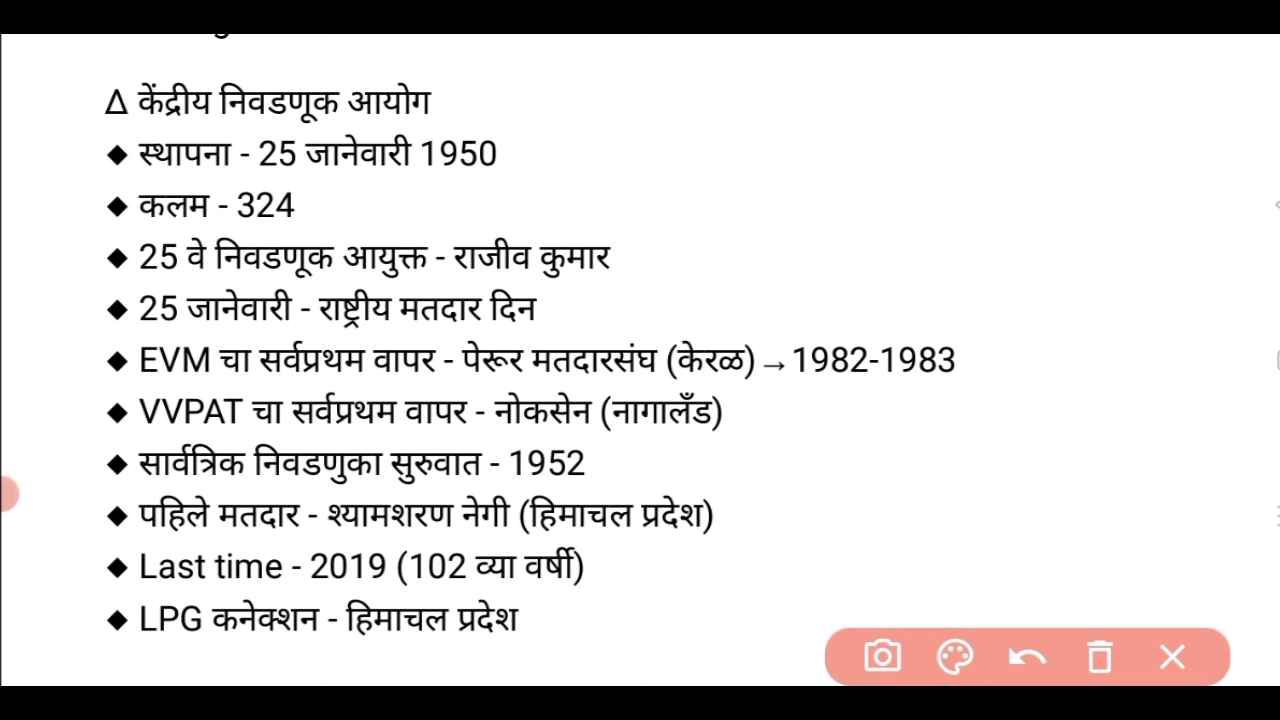 Δ केंद्रीय निवडणूक आयोग
◆ स्थापना - 25 जानेवारी 1950
◆ कलम - 324
◆ 25 वे निवडणूक आयुक्त - राजीव कुमार
◆ 25 जानेवारी - राष्ट्रीय मतदार दिन
◆ EVM चा सर्वप्रथम वापर - पेरूर मतदारसंघ (केरळ) → 1982-1983
◆ VVPAT चा सर्वप्रथम वापर - नोकसेन (नागालँड)
◆ सार्वत्रिक निवडणुका सुरुवात - 1952
◆ पहिले मतदार - श्यामशरण नेगी (हिमाचल प्रदेश)
◆ Last time - 2019 (102 व्या वर्षी)
◆ LPG कनेक्शन - हिमाचल प्रदेश